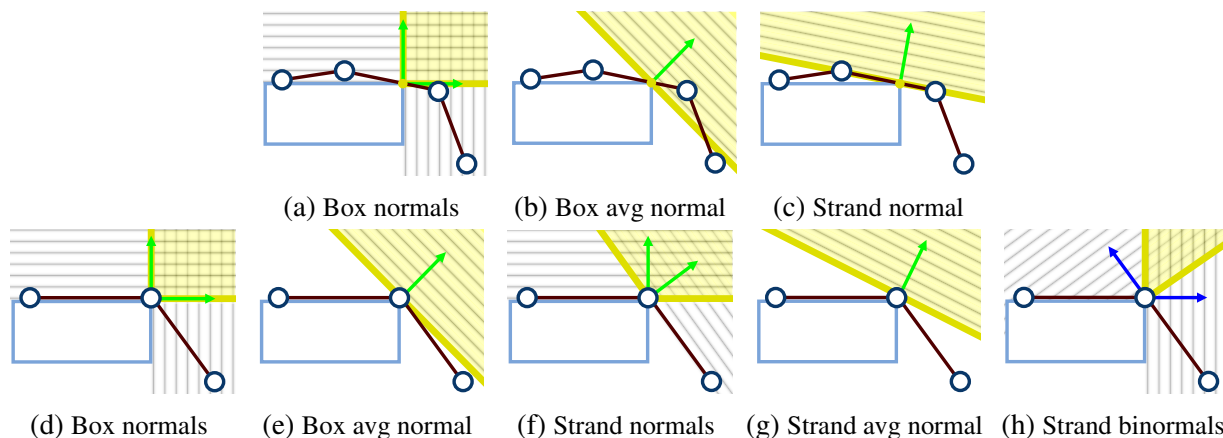 (a) Box normals
(b) Box avg normal
(c) Strand normal
(d) Box normals
(e) Box avg normal
(f) Strand normals
(g) Strand avg normal
(h) Strand binormals